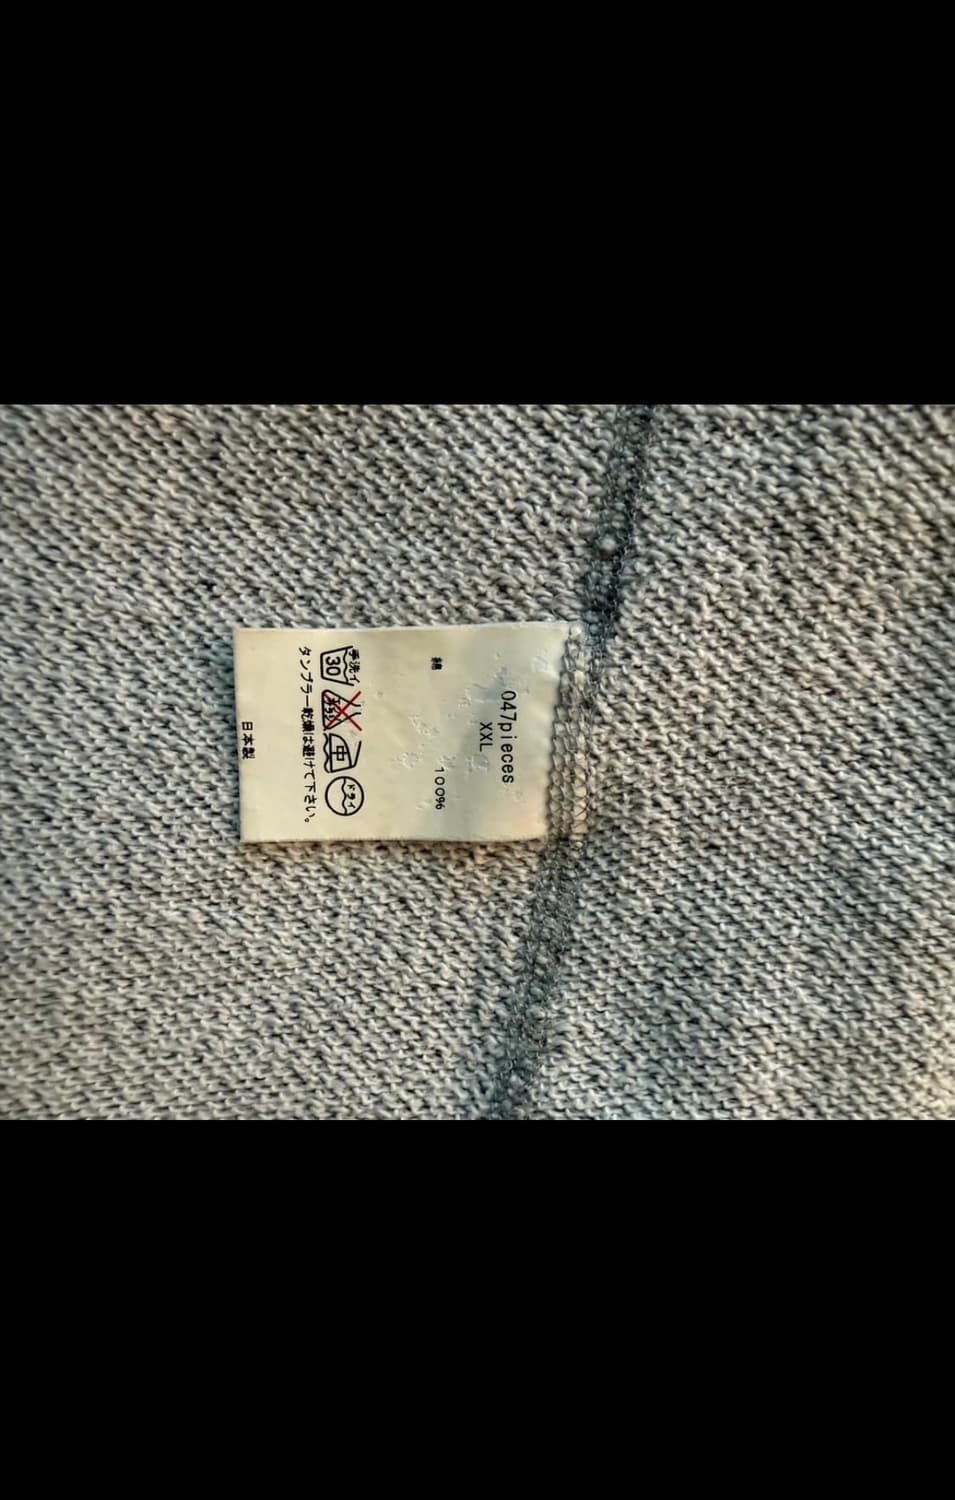 047pieces
XXL
綿 100%
手洗イ 30 中 ドライ
タンブラー乾燥は避けて下さい。
日本製